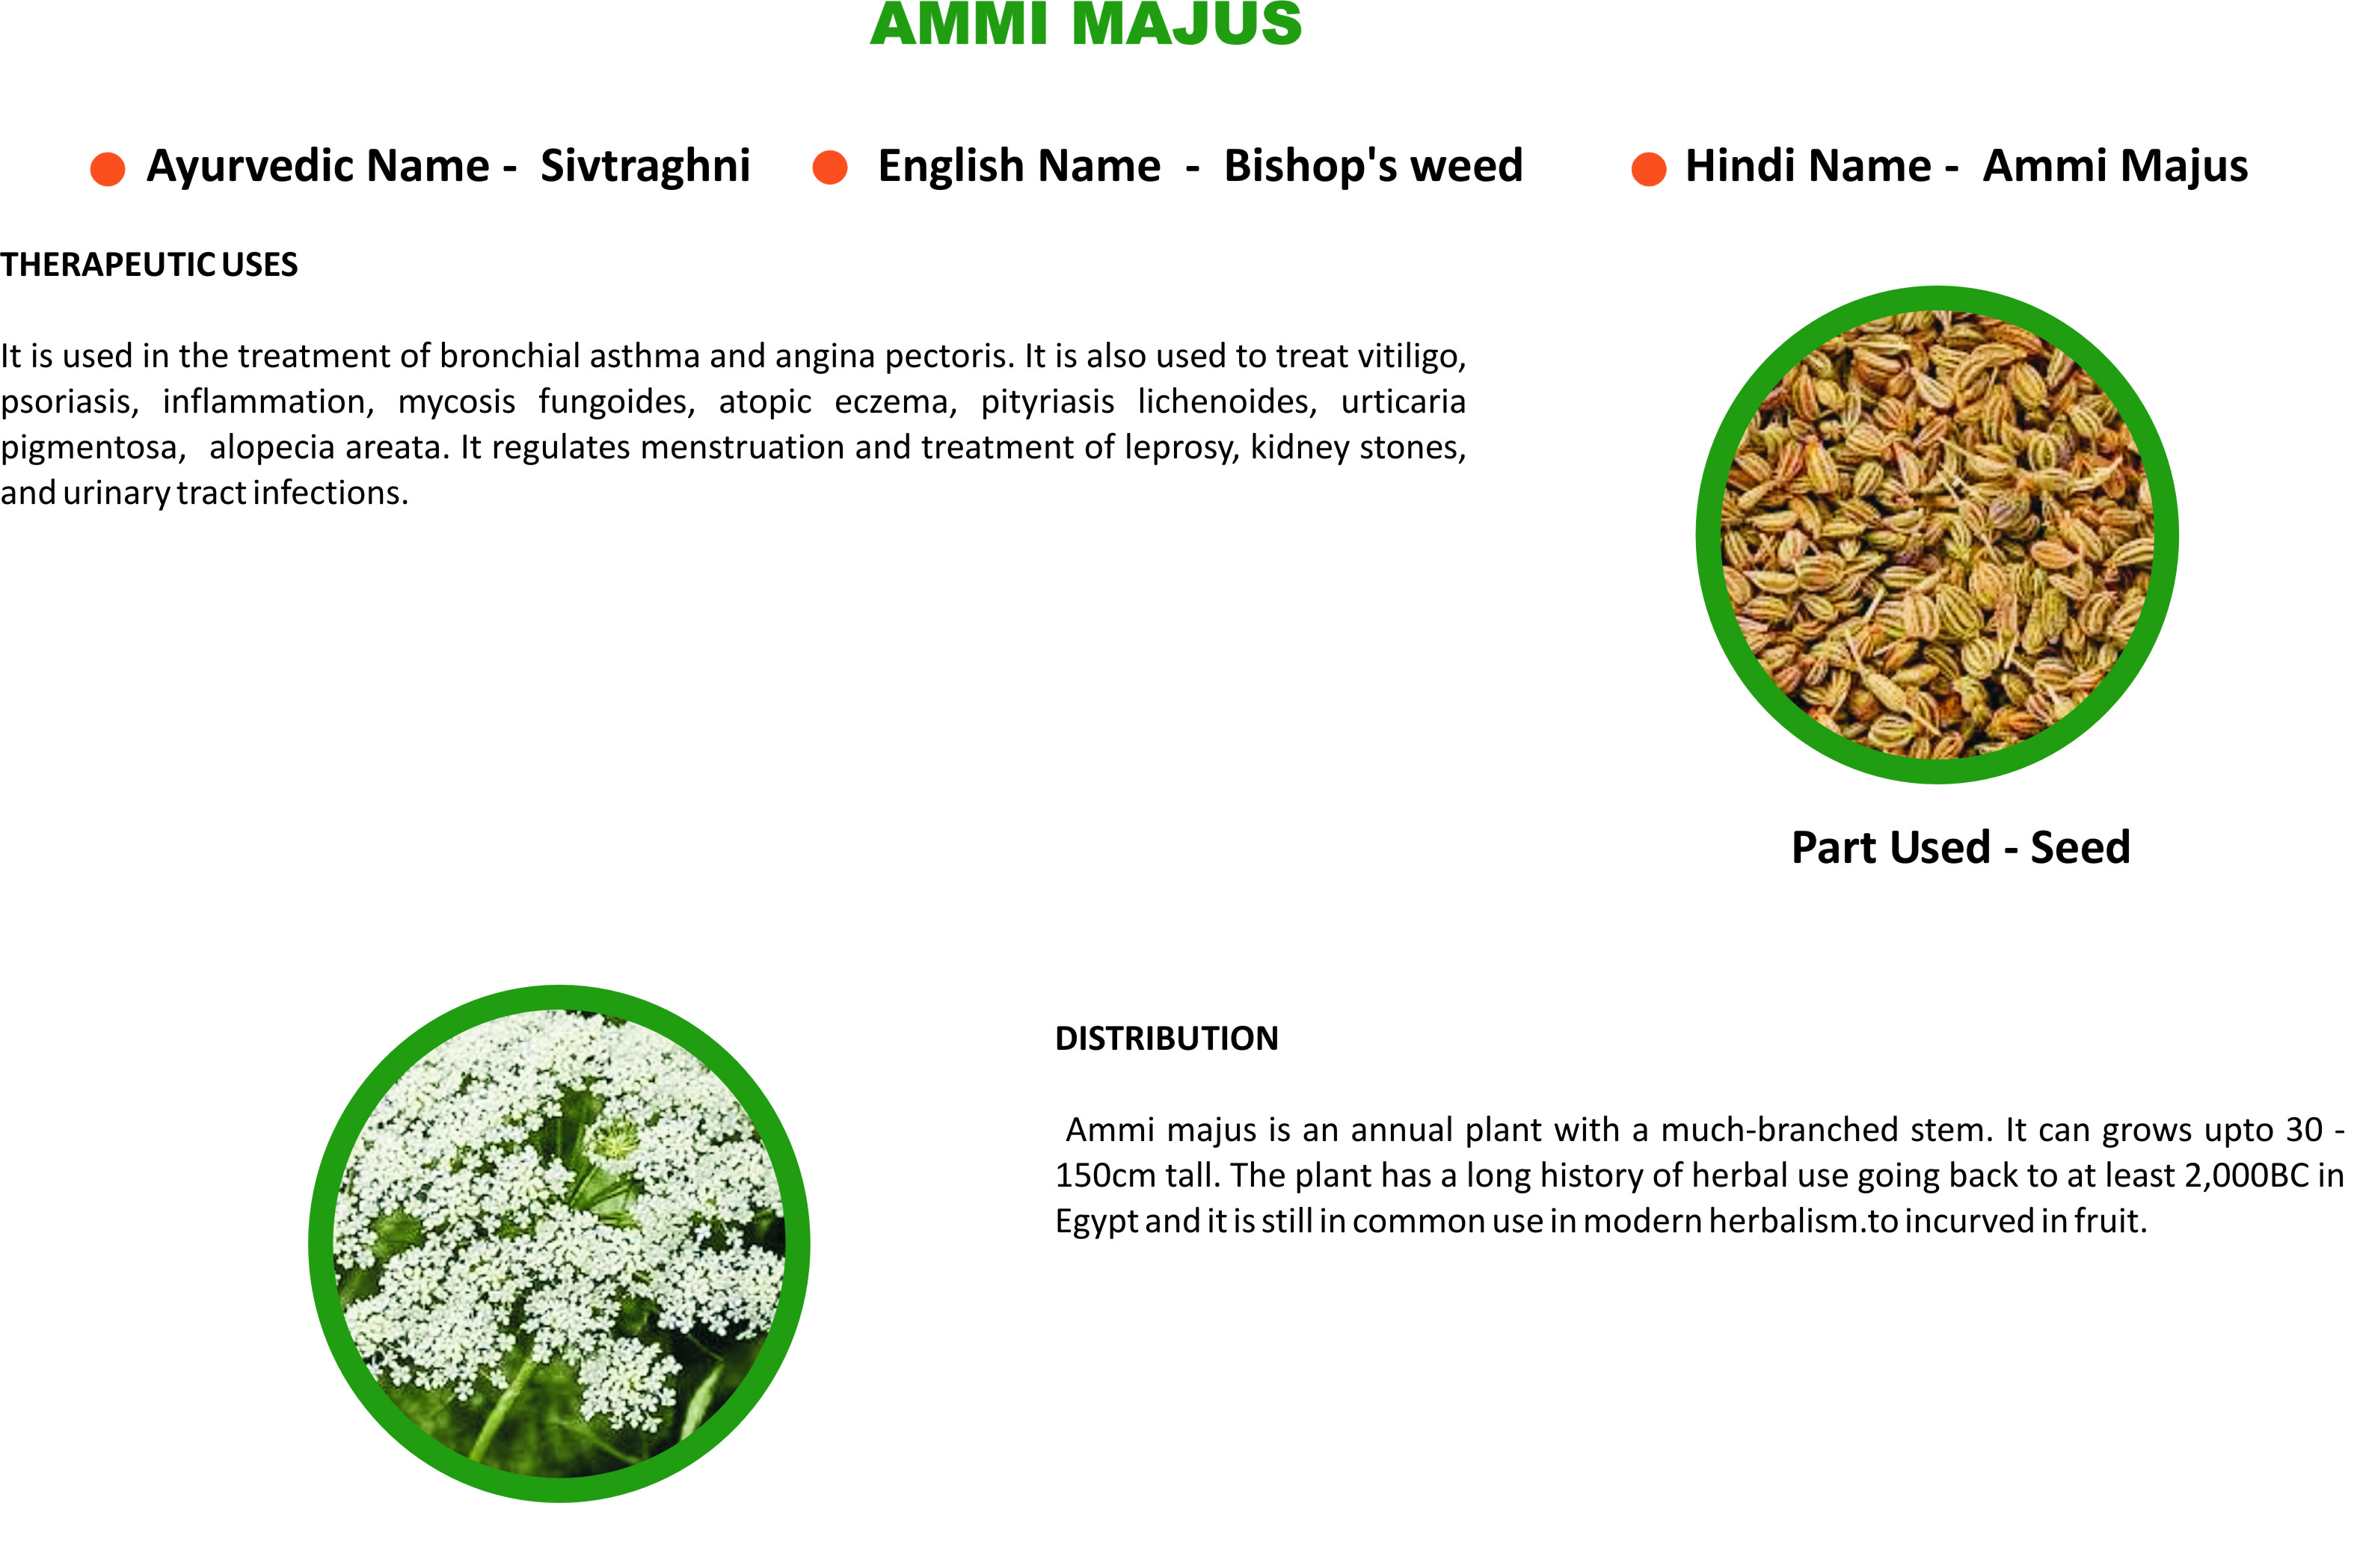 AMMI MAJUS
Ayurvedic Name - Sivtraghni
English Name - Bishop's weed
Hindi Name - Ammi Majus
THERAPEUTIC USES
It is used in the treatment of bronchial asthma and angina pectoris. It is also used to treat vitiligo,
psoriasis, inflammation, mycosis fungoides, atopic eczema, pityriasis lichenoides, urticaria
pigmentosa, alopecia areata. It regulates menstruation and treatment of leprosy, kidney stones,
and urinary tract infections.
Part Used - Seed
DISTRIBUTION
Ammi majus is an annual plant with a much-branched stem. It can grows upto 30 -
150cm tall. The plant has a long history of herbal use going back to at least 2,000BC in
Egypt and it is still in common use in modern herbalism.to incurved in fruit.